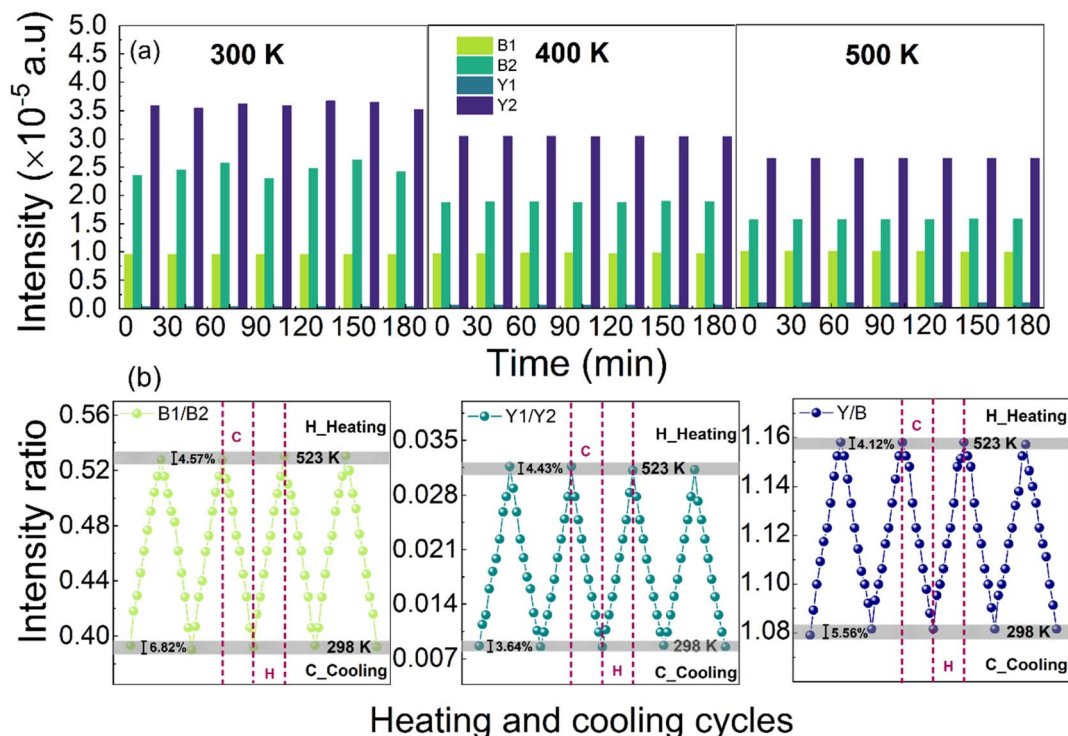 Intensity (×10⁻⁵ a.u)
5.0
4.5
4.0
3.5
3.0
2.5
2.0
1.5
1.0
0.5
0.0
(a)
300 K
400 K
500 K
B1
B2
Y1
Y2
0 30 60 90 120 150 180
0 30 60 90 120 150 180
0 30 60 90 120 150 180
Time (min)
(b)
Intensity ratio
0.56
0.52
0.48
0.44
0.40
B1/B2
C
H_Heating
4.57%
523 K
6.82%
298 K
H
C_Cooling
0.035
0.028
0.021
0.014
0.007
Y1/Y2
C
H_Heating
4.43%
523 K
3.64%
298 K
H
C_Cooling
1.16
1.14
1.12
1.10
1.08
Y/B
C
H_Heating
4.12%
523 K
5.56%
298 K
H
C_Cooling
Heating and cooling cycles